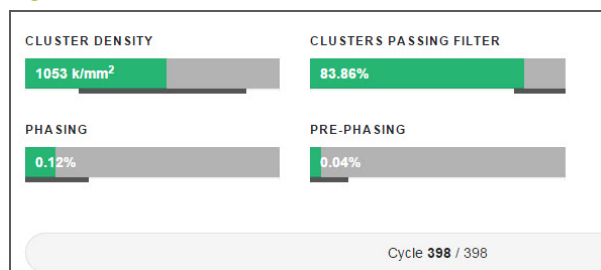 CLUSTER DENSITY
1053 k/mm²
CLUSTERS PASSING FILTER
83.86%
PHASING
0.12%
PRE-PHASING
0.04%
Cycle 398 / 398